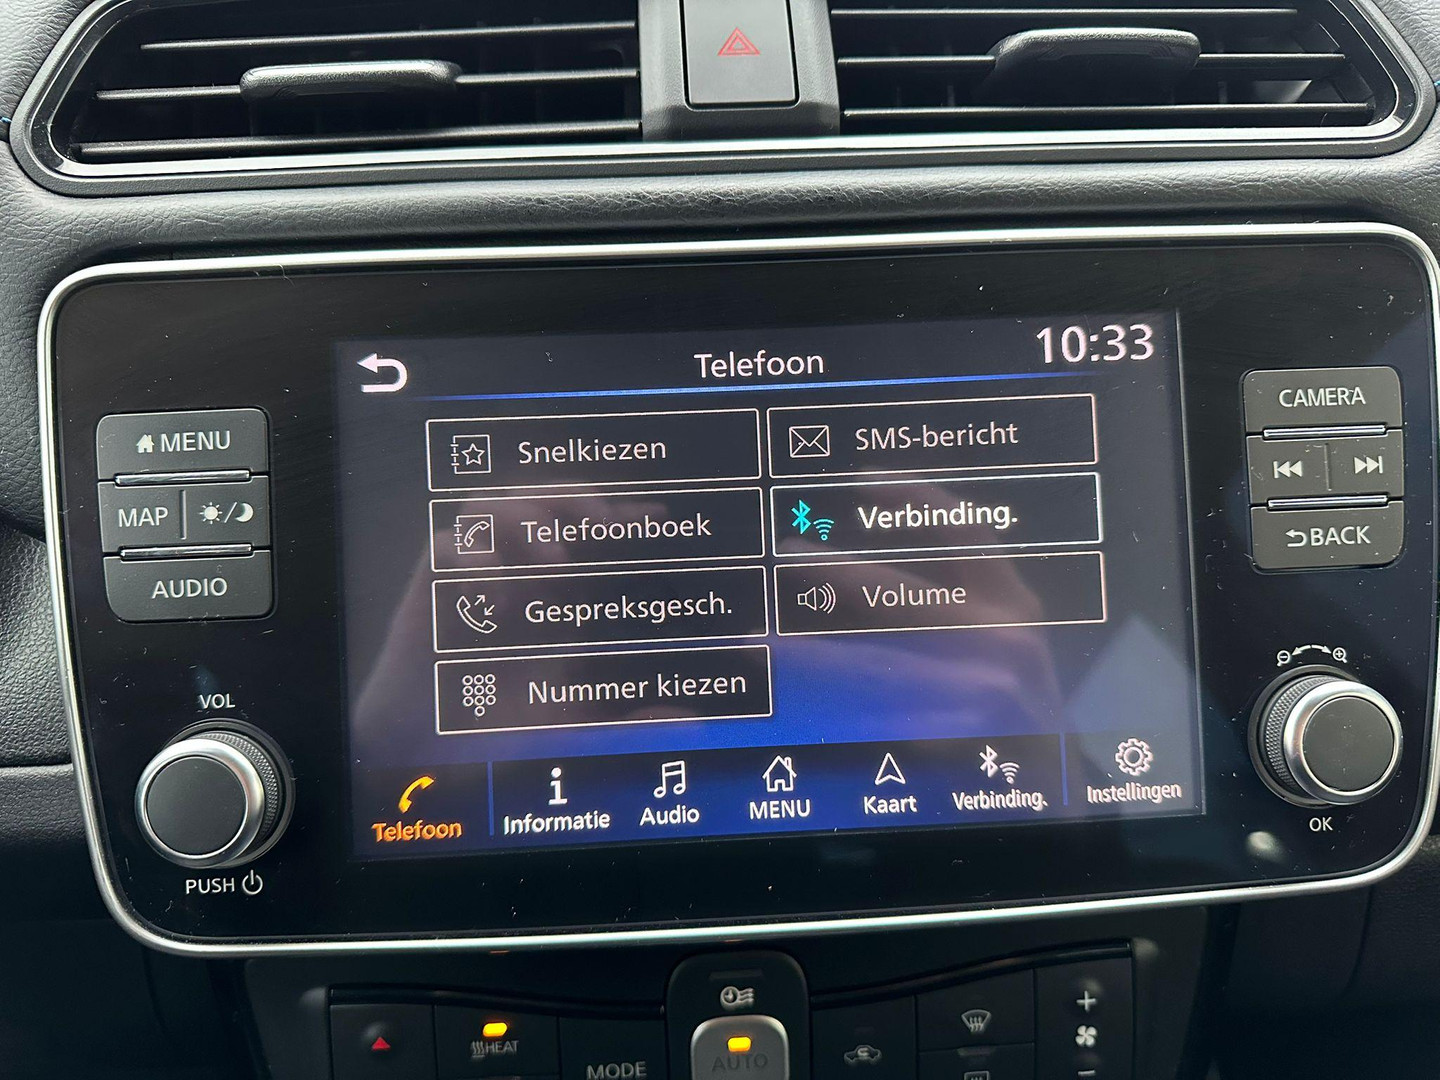 Telefoon
10:33
Snelkiezen
SMS-bericht
Telefoonboek
Verbinding.
Gespreksgesch.
Volume
Nummer kiezen
Telefoon
Informatie
Audio
MENU
Kaart
Verbinding.
Instellingen
MENU
MAP
AUDIO
VOL
PUSH
CAMERA
BACK
OK
HEAT
MODE
AUTO